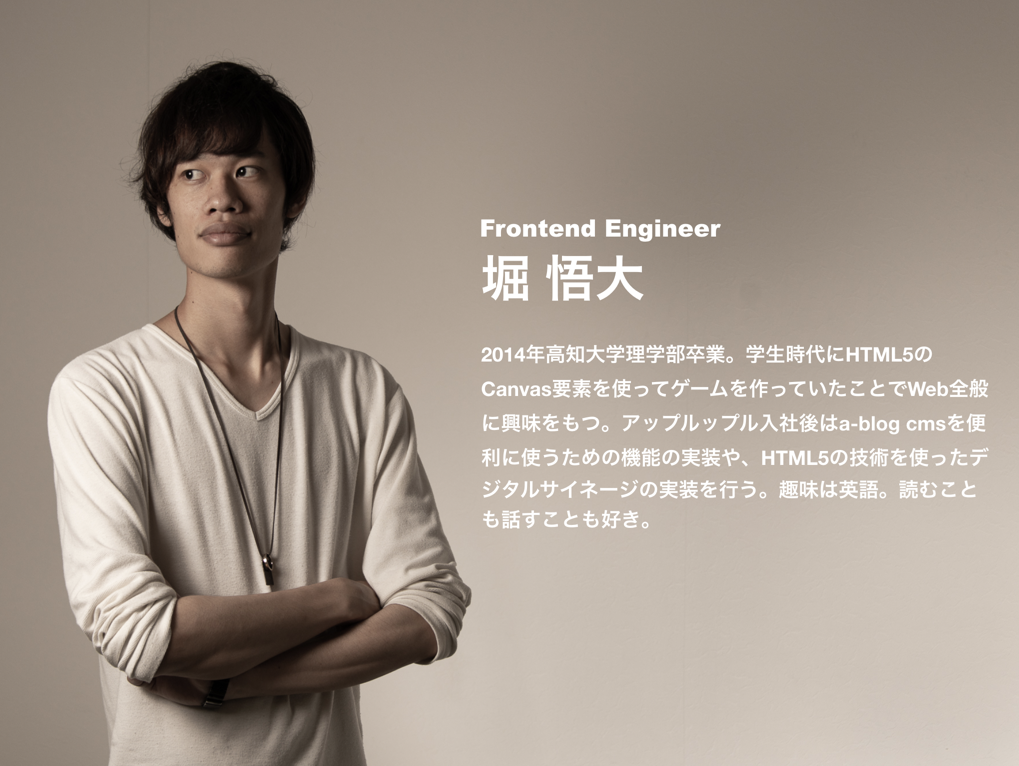 Frontend Engineer
堀 悟大
2014年高知大学理学部卒業。学生時代にHTML5の
Canvas要素を使ってゲームを作っていたことでWeb全般
に興味をもつ。アップルップル入社後はa-blog cmsを便
利に使うための機能の実装や、HTML5の技術を使ったデ
ジタルサイネージの実装を行う。趣味は英語。読むこと
も話すことも好き。